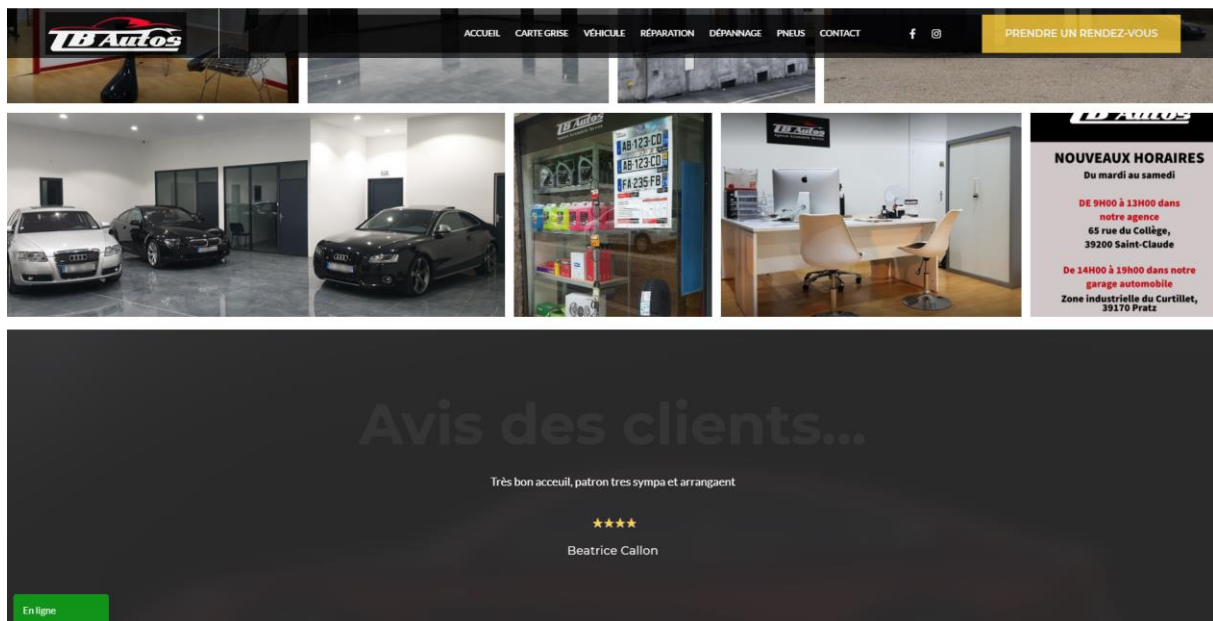 TB Autos
ACCUEIL CARTE GRISE VÉHICULE RÉPARATION DÉPANNAGE PNEUS CONTACT
PRENDRE UN RENDEZ-VOUS
TB Autos
AB-123-CD
AB-123-CD
FA-235-FB
TB Autos
TB Autos
NOUVEAUX HORAIRES
Du mardi au samedi
DE 9H00 à 13H00 dans
notre agence
65 rue du Collège,
39200 Saint-Claude
De 14H00 à 19h00 dans notre
garage automobile
Zone industrielle du Curtillet,
39170 Pratz
Avis des clients...
Très bon acceuil, patron tres sympa et arrangaent
Beatrice Callon
En ligne